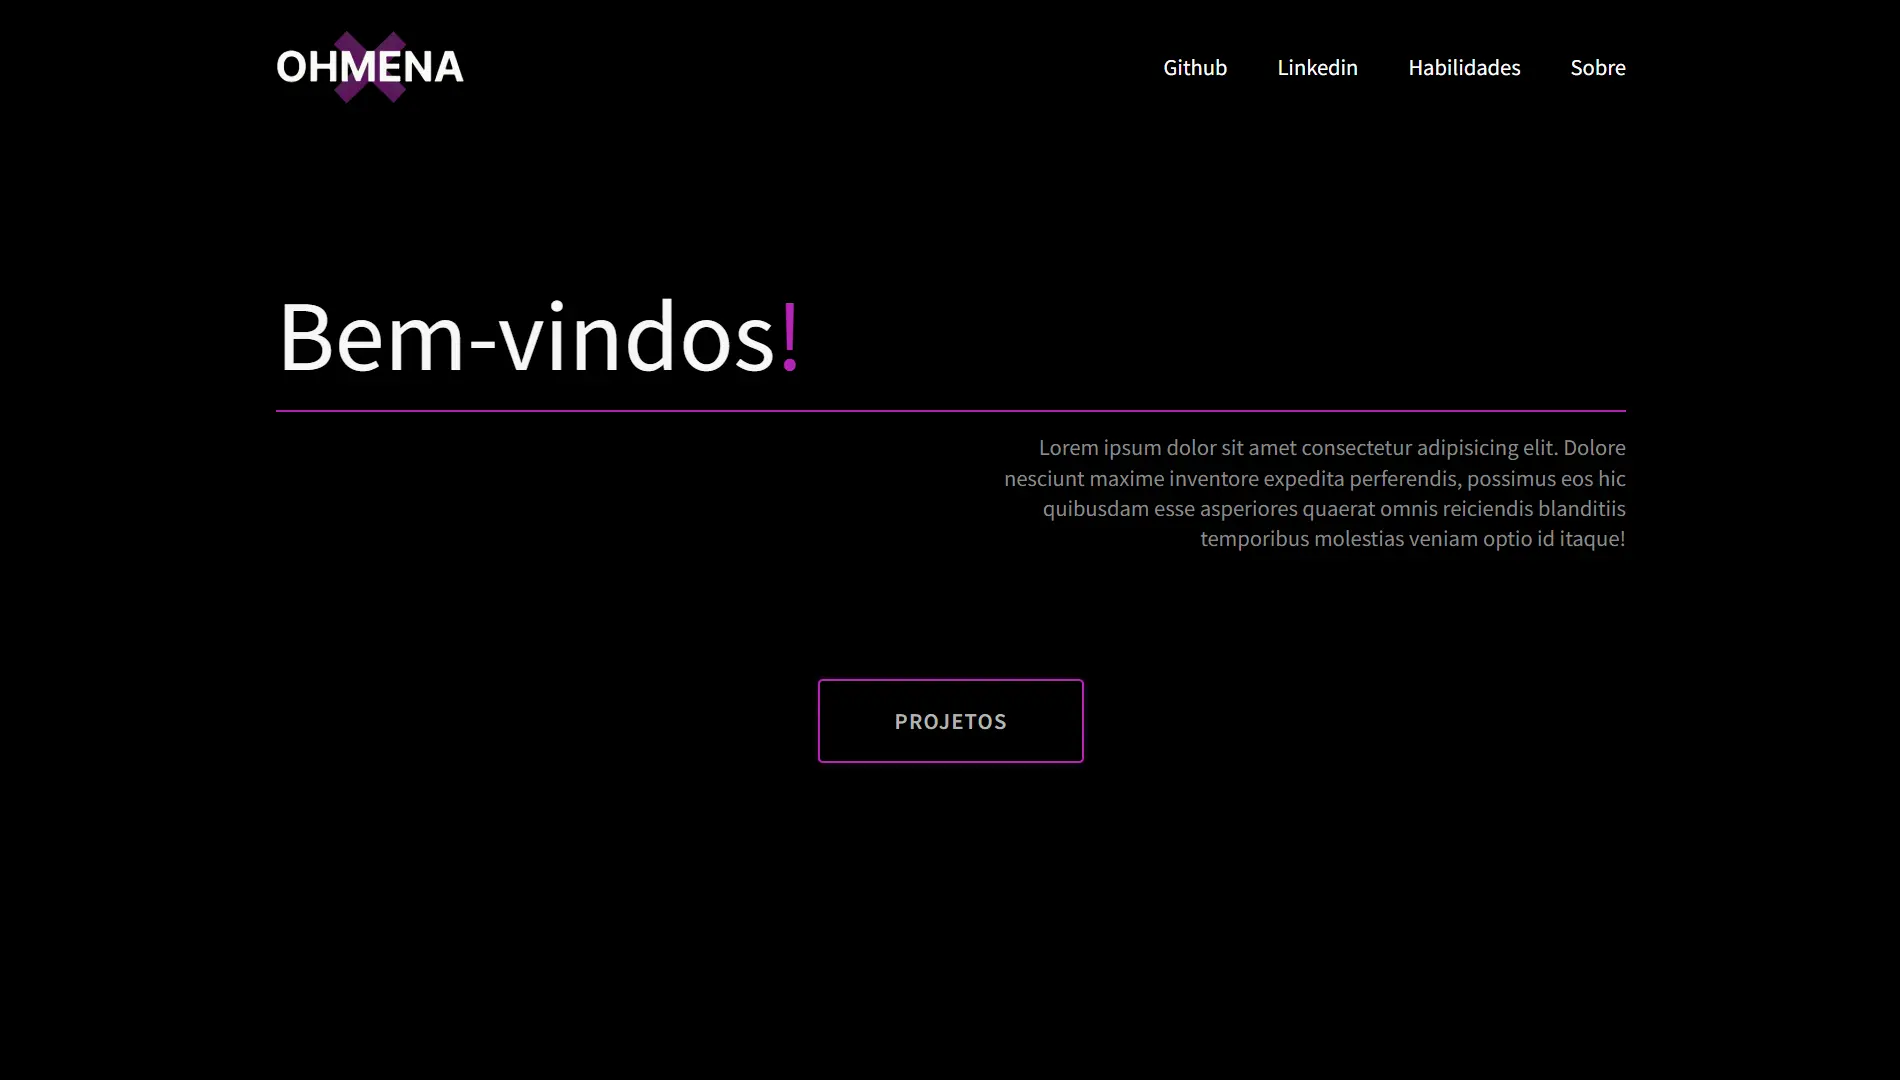 OHMENA
Github Linkedin Habilidades Sobre
Bem-vindos!
Lorem ipsum dolor sit amet consectetur adipisicing elit. Dolore
nesciunt maxime inventore expedita perferendis, possimus eos hic
quibusdam esse asperiores quaerat omnis reiciendis blanditiis
temporibus molestias veniam optio id itaque!
PROJETOS